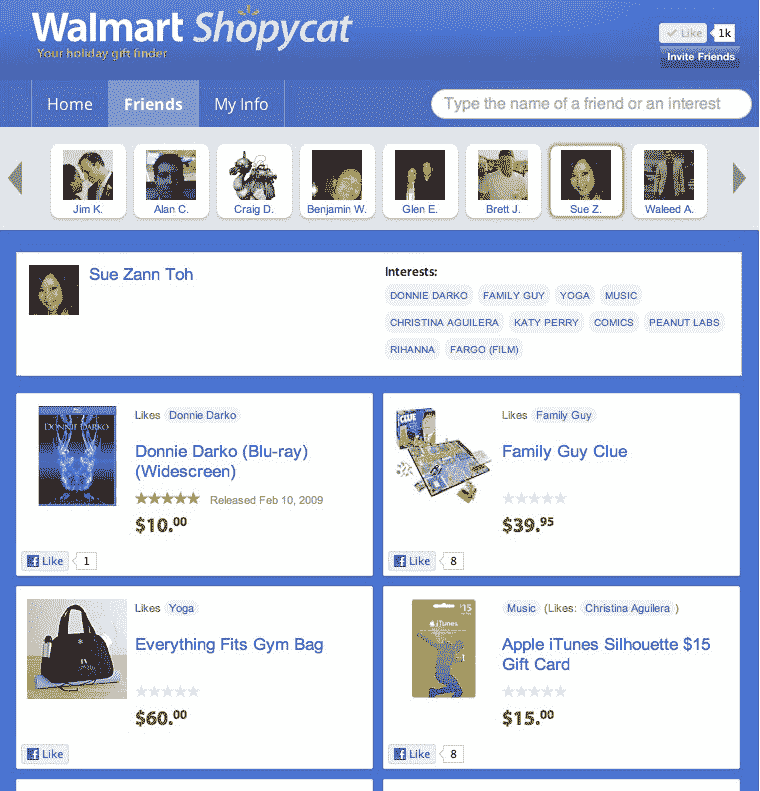 Walmart Shopycat
Your holiday gift finder
Like 1k
Invite Friends
Home Friends My Info
Type the name of a friend or an interest
Jim K. Alan C. Craig D. Benjamin W. Glen E. Brett J. Sue Z. Waleed A.
Sue Zann Toh
Interests:
DONNIE DARKO FAMILY GUY YOGA MUSIC
CHRISTINA AGUILERA KATY PERRY COMICS PEANUT LABS
RIHANNA FARGO (FILM)
DONNIE DARKO
Likes Donnie Darko
Donnie Darko (Blu-ray)
(Widescreen)
Released Feb 10, 2009
$10.00
Like 1
CLUE
Likes Family Guy
Family Guy Clue
$39.95
Like 8
Likes Yoga
Everything Fits Gym Bag
$60.00
Like
$15
iTunes
Music (Likes: Christina Aguilera )
Apple iTunes Silhouette $15
Gift Card
$15.00
Like 8